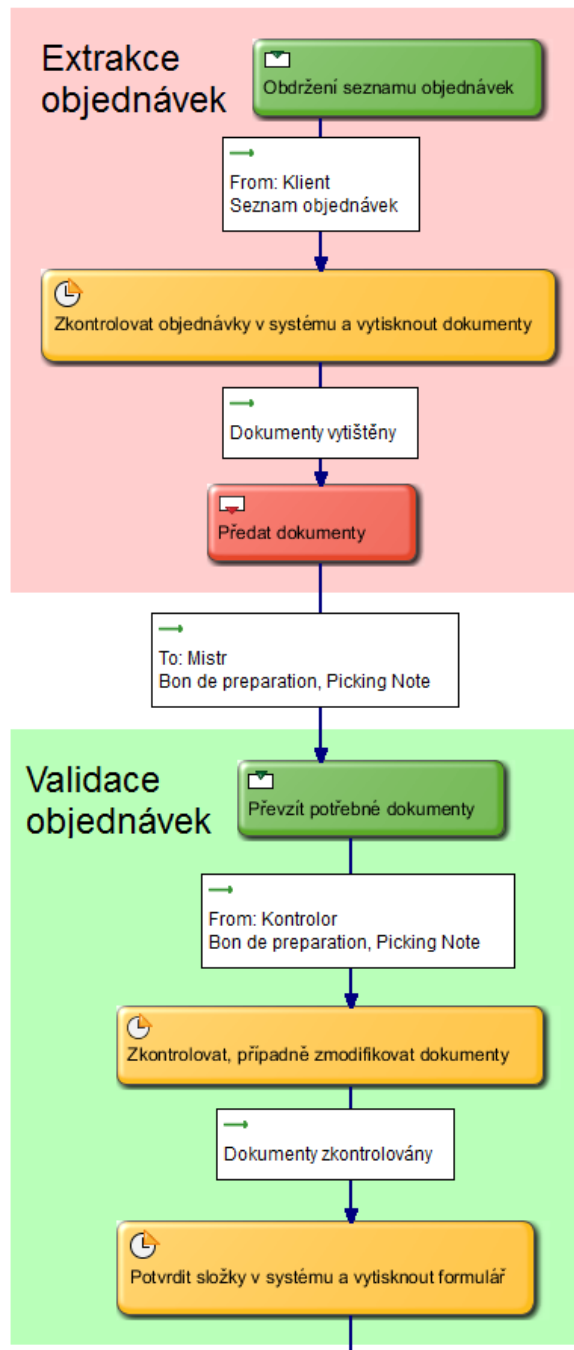 Extrakce
objednávek
Obdržení seznamu objednávek
From: Klient
Seznam objednávek
Zkontrolovat objednávky v systému a vytisknout dokumenty
Dokumenty vytištěny
Předat dokumenty
To: Mistr
Bon de preparation, Picking Note
Validace
objednávek
Převzít potřebné dokumenty
From: Kontrolor
Bon de preparation, Picking Note
Zkontrolovat, případně zmodifikovat dokumenty
Dokumenty zkontrolovány
Potvrdit složky v systému a vytisknout formulář